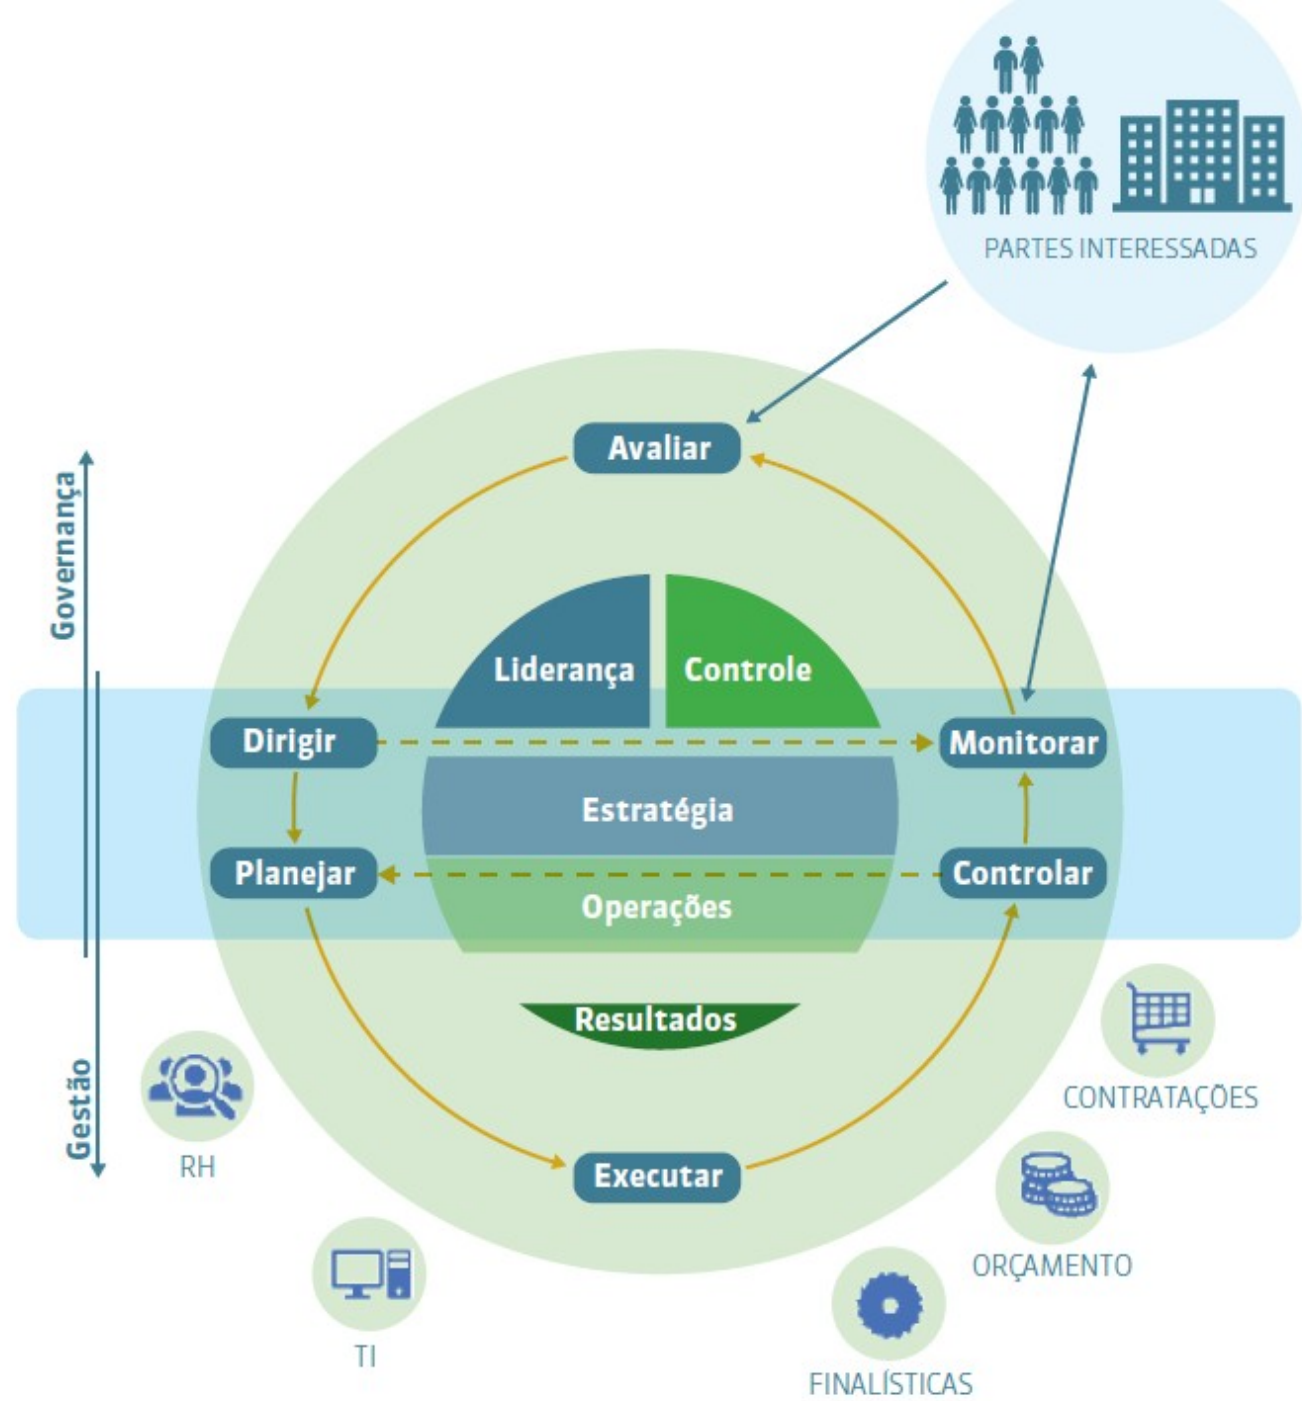 PARTES INTERESSADAS
Avaliar
Governança
Liderança
Controle
Dirigir
Monitorar
Estratégia
Planejar
Controlar
Operações
Resultados
Gestão
RH
CONTRATAÇÕES
Executar
ORÇAMENTO
TI
FINALÍSTICAS